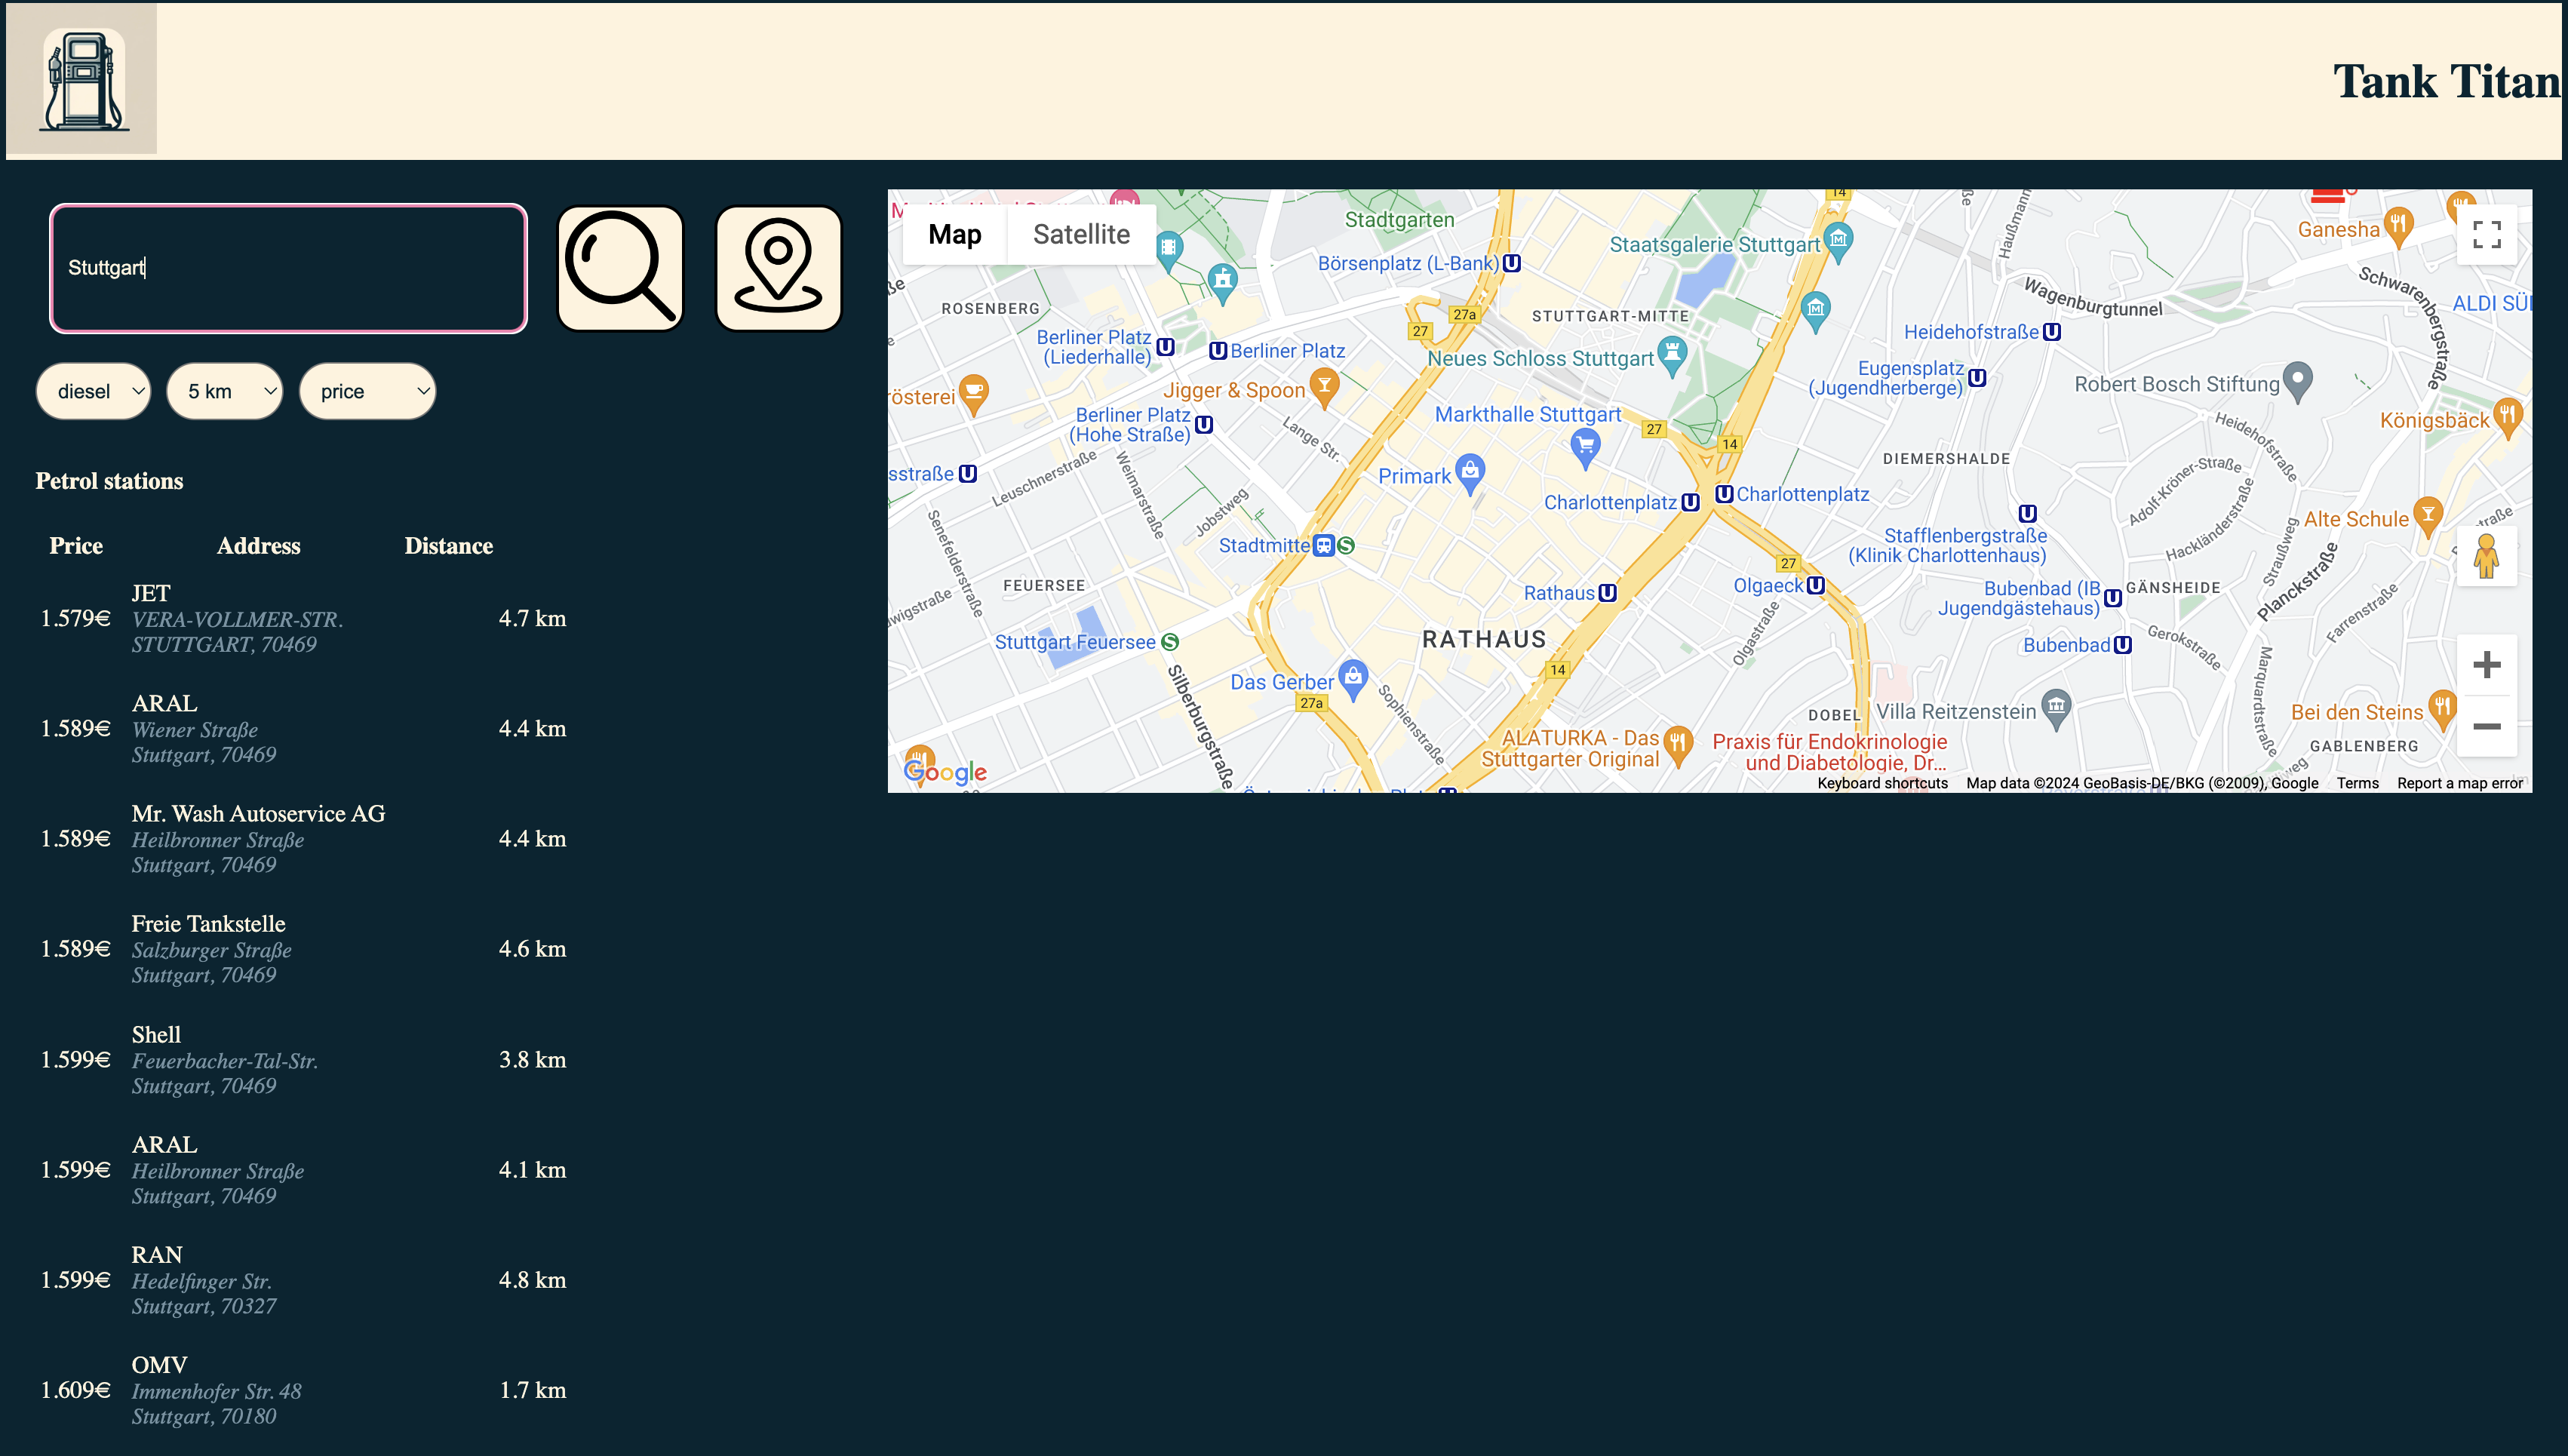 Tank Titan
Stuttgart
diesel
5 km
price
Petrol stations
Price Address Distance
JET
1.579€ VERA-VOLLMER-STR. 4.7 km
STUTTGART, 70469
ARAL
1.589€ Wiener Straße 4.4 km
Stuttgart, 70469
Mr. Wash Autoservice AG
1.589€ Heilbronner Straße 4.4 km
Stuttgart, 70469
Freie Tankstelle
1.589€ Salzburger Straße 4.6 km
Stuttgart, 70469
Shell
1.599€ Feuerbacher-Tal-Str. 3.8 km
Stuttgart, 70469
ARAL
1.599€ Heilbronner Straße 4.1 km
Stuttgart, 70469
RAN
1.599€ Hedelfinger Str. 4.8 km
Stuttgart, 70327
OMV
1.609€ Immenhofer Str. 48 1.7 km
Stuttgart, 70180
Map Satellite
Stadtgarten
14
Staatsgalerie Stuttgart
Ganesha
Haußmann
Börsenplatz (L-Bank)
Wagenburgtunnel
Schwarenbergstraße
ALDI SÜ
ROSENBERG
27a
27
STUTTGART-MITTE
Heidehofstraße
Berliner Platz
(Liederhalle)
Berliner Platz
Neues Schloss Stuttgart
Eugensplatz
(Jugendherberge)
Robert Bosch Stiftung
rösterei
Jigger & Spoon
Berliner Platz
(Hohe Straße)
Lange Str.
Markthalle Stuttgart
27
14
Heidehofstraße
Königsbäck
sstraße
Leuschnerstraße
Weimarstraße
Primark
DIEMERSHALDE
Adolf-Kröner-Straße
Charlottenplatz
Charlottenplatz
Jobstweg
Senefelderstraße
Hackländerstraße
Alte Schule
straße
Stafflenbergstraße
(Klinik Charlottenhaus)
Stadtmitte
27
Straußweg
Planckstraße
FEUERSEE
Rathaus
Olgaeck
Bubenbad (IB
Jugendgästehaus)
GÄNSHEIDE
wigstraße
Farrenstraße
RATHAUS
Olgastraße
Stuttgart Feuersee
Bubenbad
Gerokstraße
14
Das Gerber
Silberburgstraße
Sophienstraße
27a
Marquardtstraße
DOBEL
Villa Reitzenstein
Bei den Steins
ALATURKA - Das
Stuttgarter Original
Praxis für Endokrinologie
und Diabetologie, Dr...
GABLENBERG
Google
Keyboard shortcuts Map data ©2024 GeoBasis-DE/BKG (©2009), Google Terms Report a map error